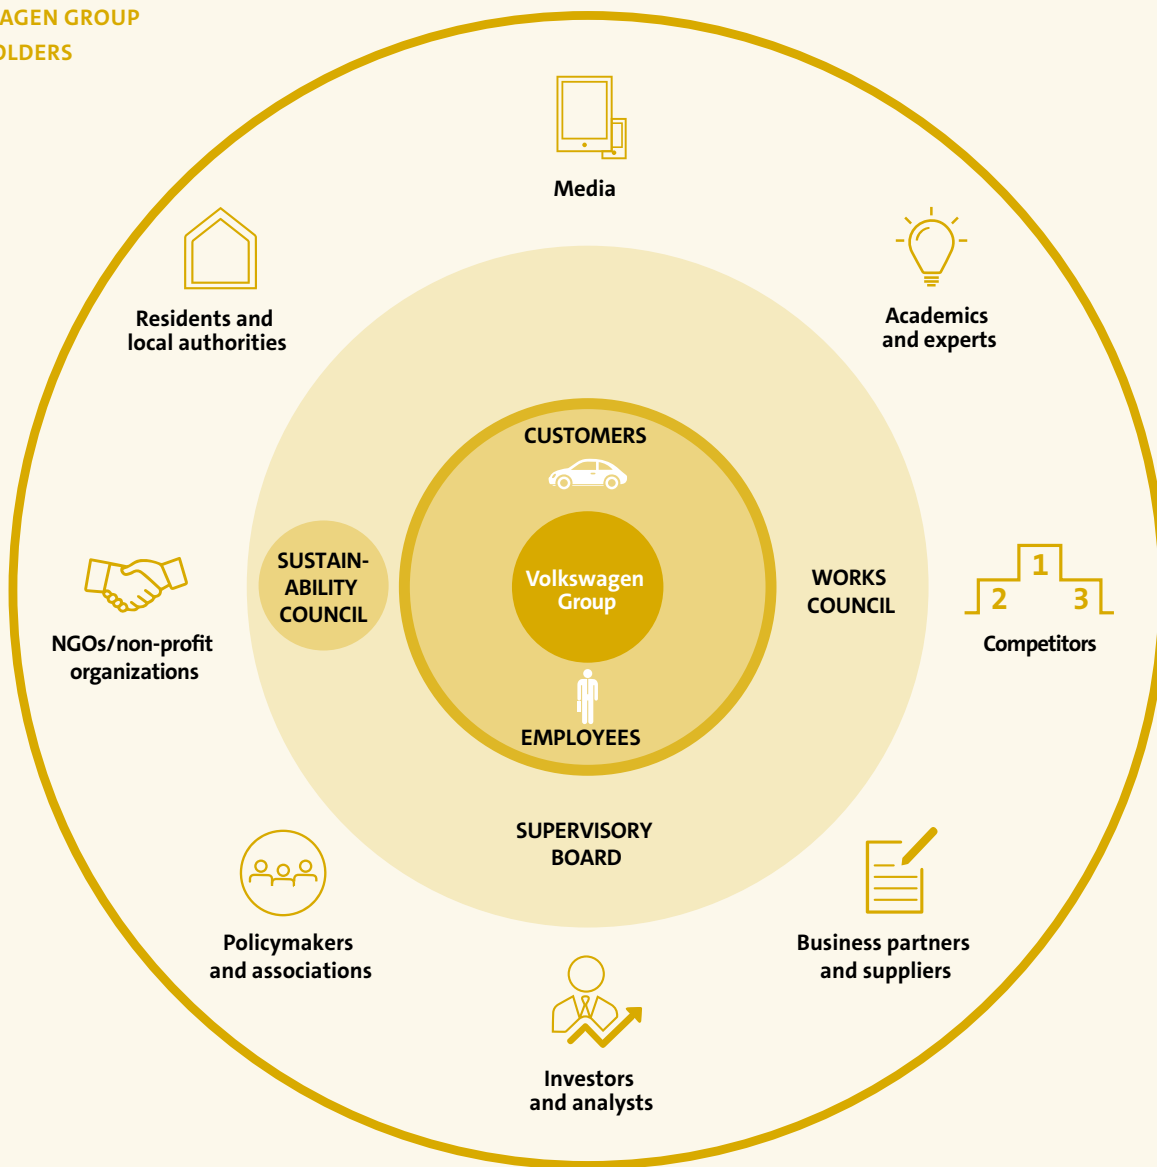 AGEN GROUP
OLDERS
Media
Residents and
local authorities
Academics
and experts
CUSTOMERS
SUSTAIN-
ABILITY
COUNCIL
Volkswagen
Group
WORKS
COUNCIL
1
2 3
NGOs/non-profit
organizations
Competitors
EMPLOYEES
SUPERVISORY
BOARD
Policymakers
and associations
Business partners
and suppliers
Investors
and analysts